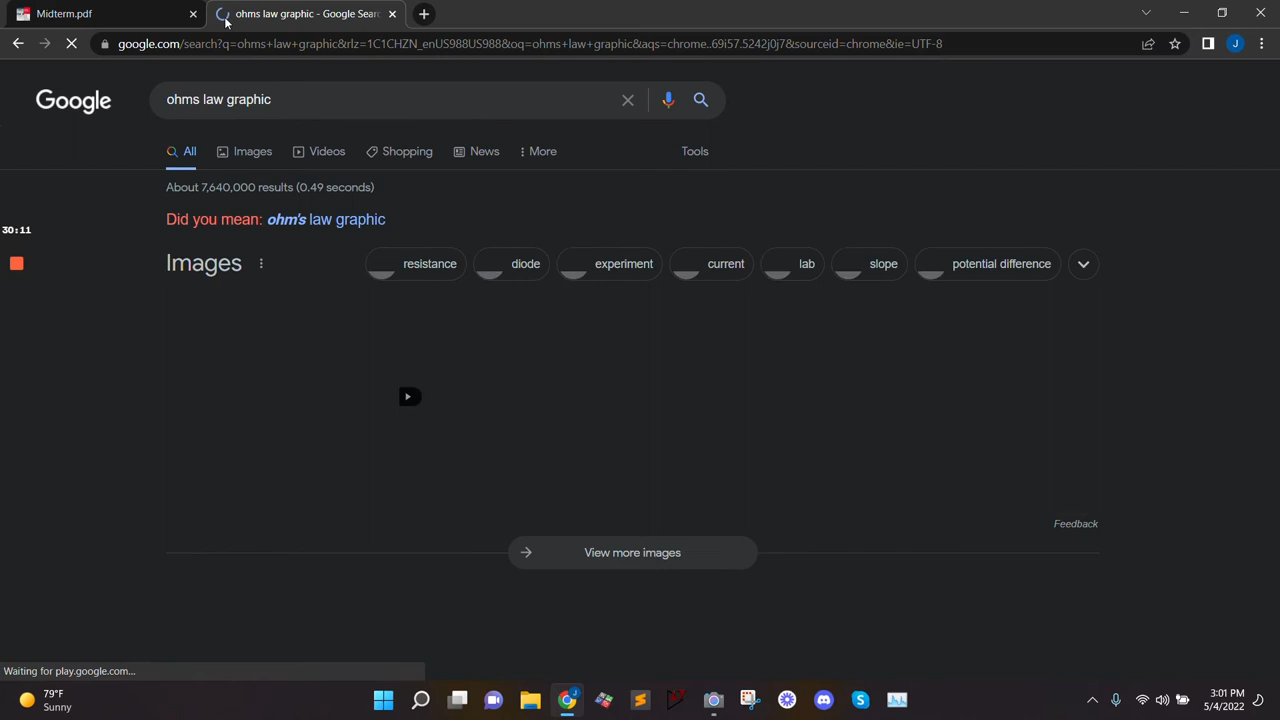 Midterm.pdf
ohms law graphic - Google Sear
google.com/search?q=ohms+law+graphic&rlz=1C1CHZN_enUS988US988&oq=ohms+law+graphic&aqs=chrome..69i57.5242j0j7&sourceid=chrome&ie=UTF-8
J
Google
ohms law graphic
All Images Videos Shopping News More Tools
About 7,640,000 results (0.49 seconds)
30:11
Did you mean: ohm's law graphic
Images resistance diode experiment current lab slope potential difference
Feedback
View more images
Waiting for play.google.com...
79°F
Sunny
J
3:01 PM
5/4/2022